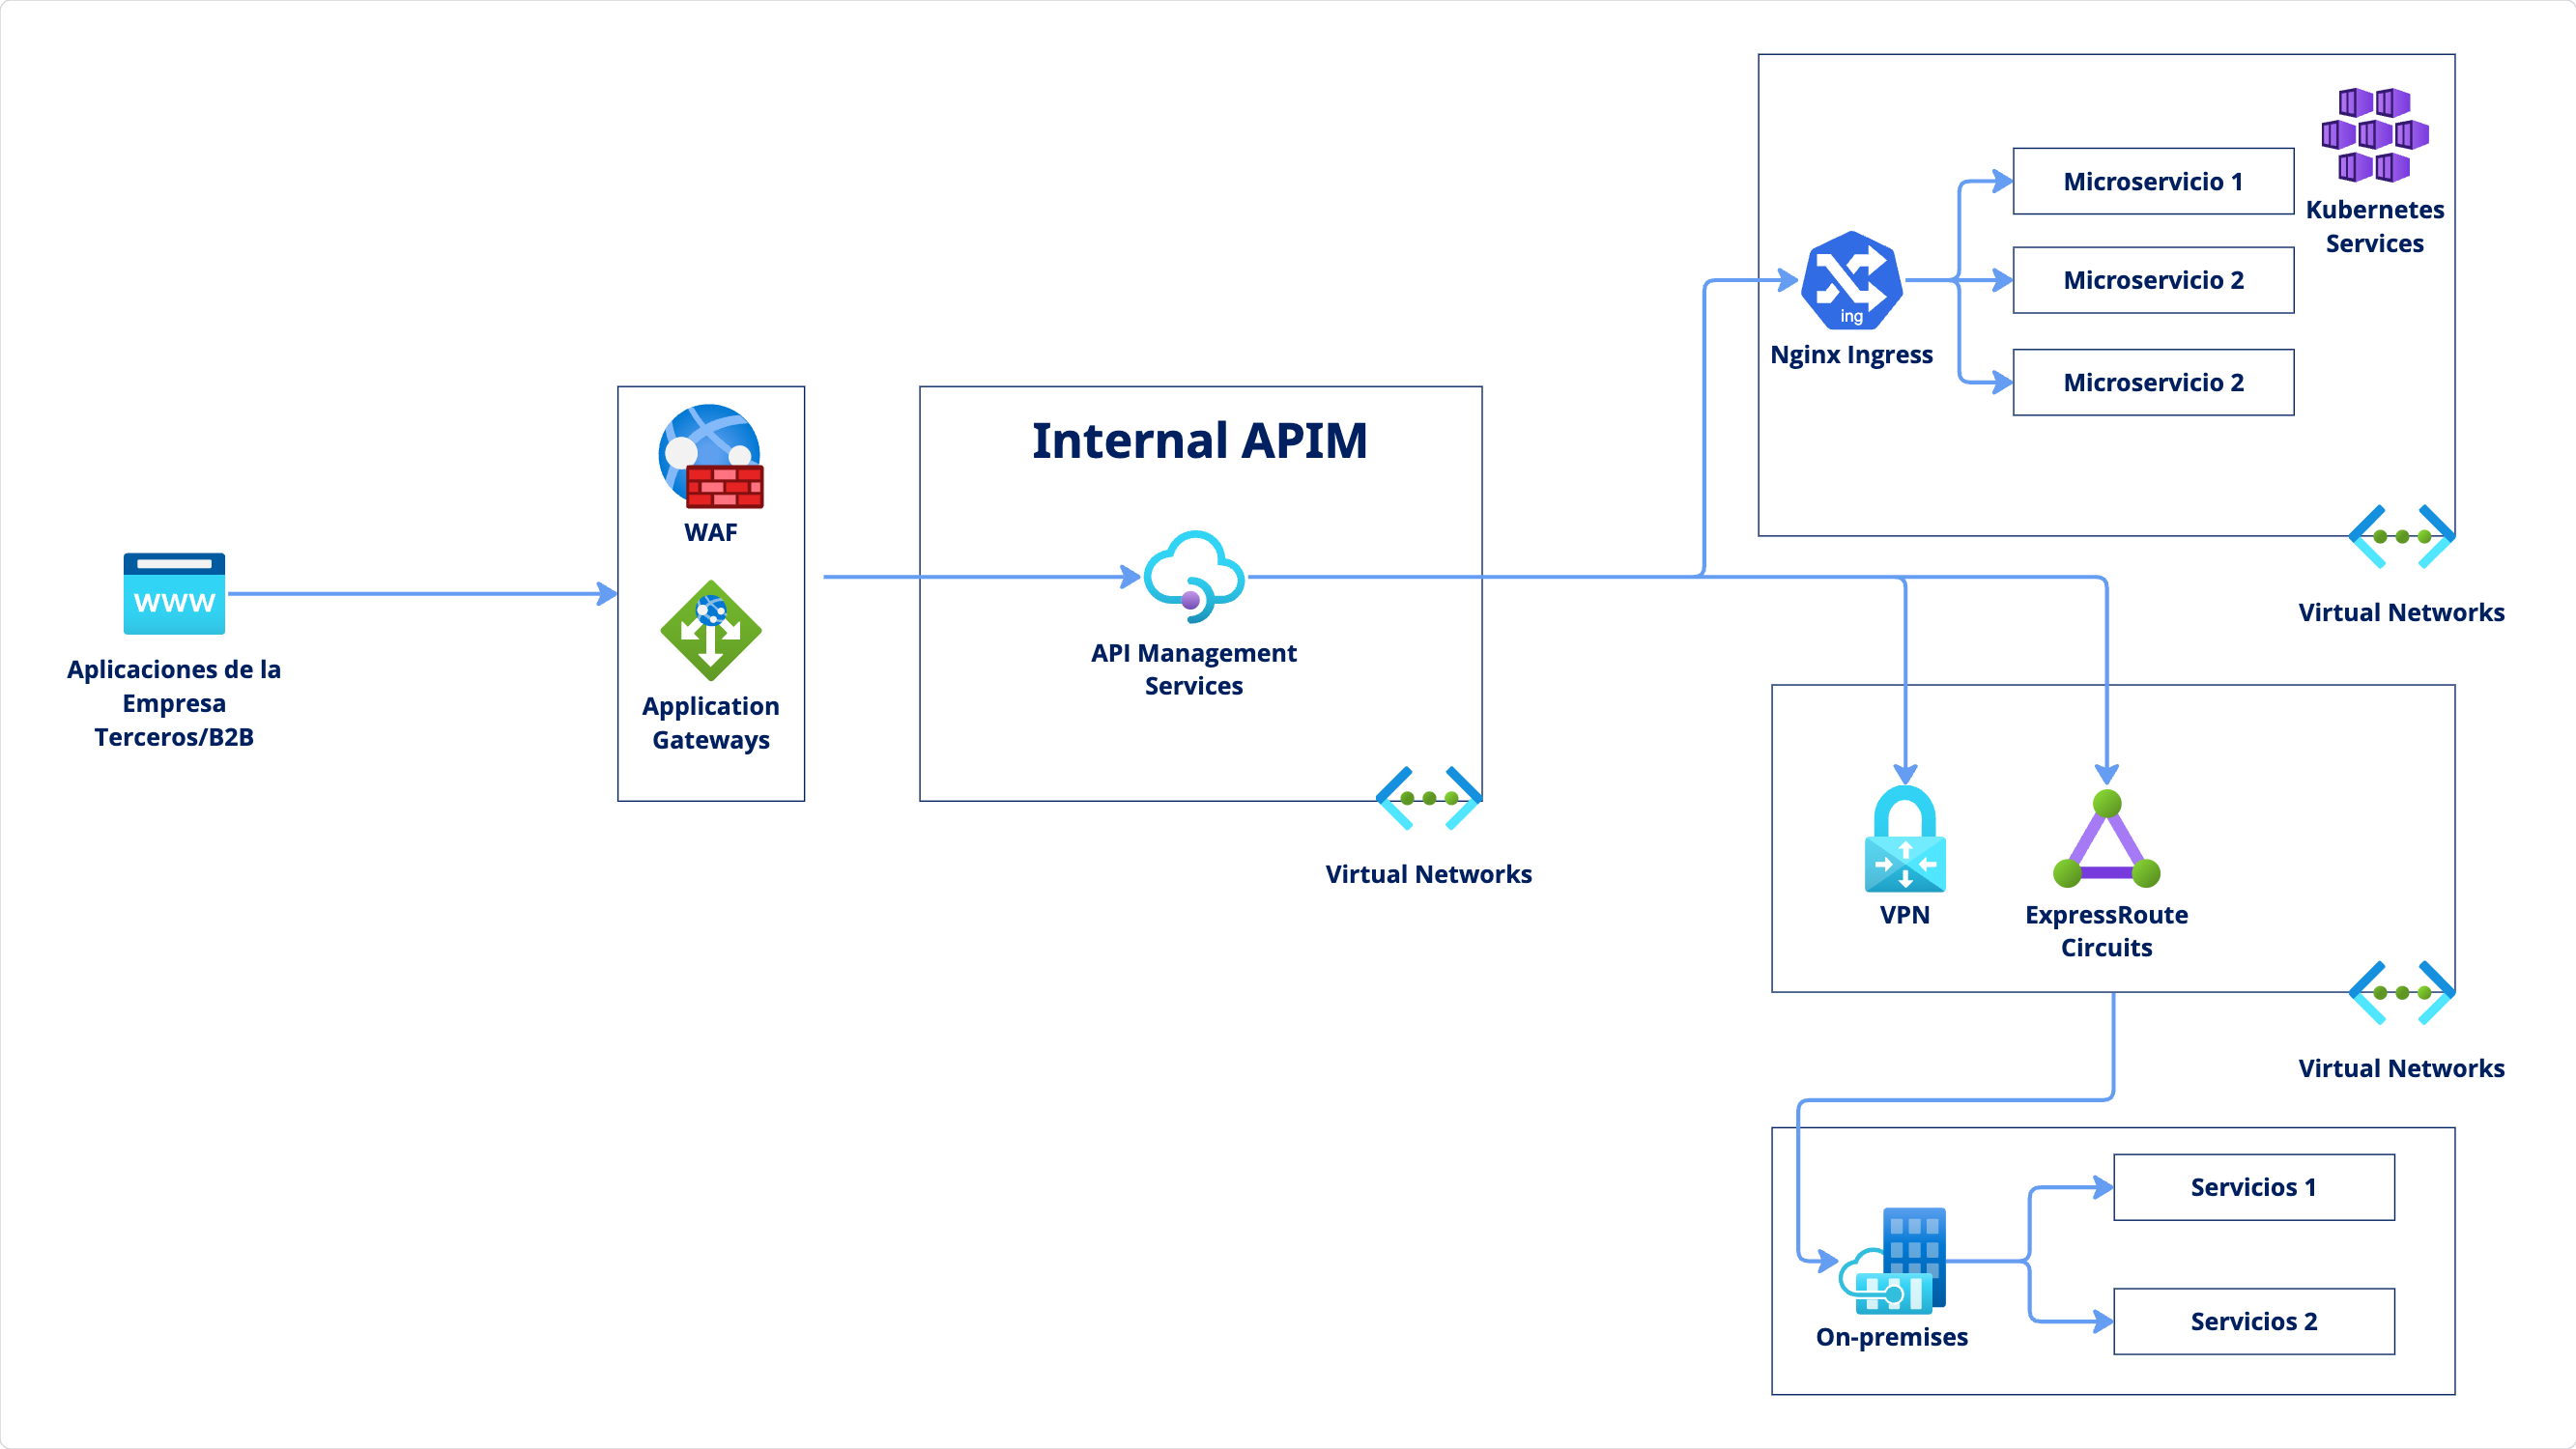 WWW
Aplicaciones de la
Empresa
Terceros/B2B
WAF
Application
Gateways
Internal APIM
API Management
Services
Virtual Networks
ing
Nginx Ingress
Microservicio 1
Microservicio 2
Microservicio 2
Kubernetes
Services
Virtual Networks
VPN
ExpressRoute
Circuits
Virtual Networks
On-premises
Servicios 1
Servicios 2